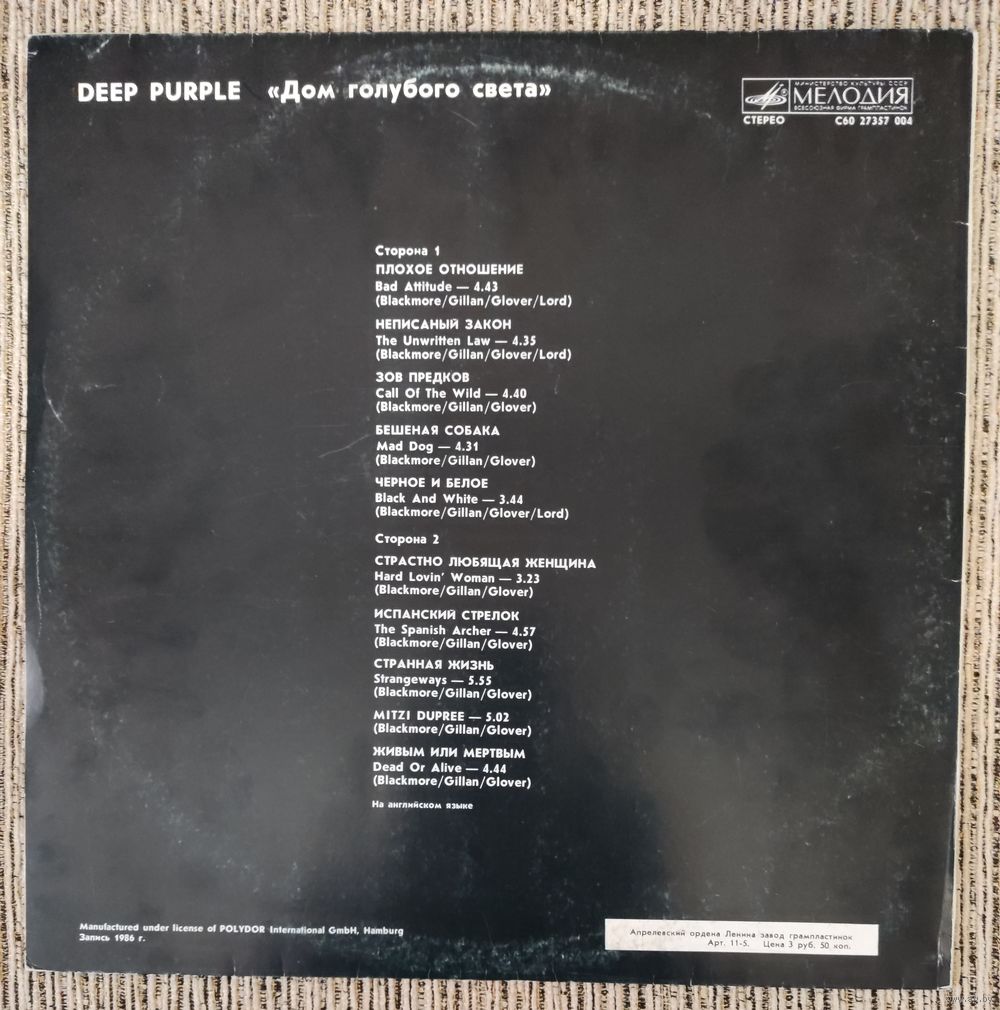 DEEP PURPLE «Дом голубого света»
МИНИСТЕРСТВО КУЛЬТУРЫ СССР
МЕЛОДИЯ
ВСЕСОЮЗНАЯ ФИРМА ГРАМПЛАСТИНОК
СТЕРЕО С60 27357 004
Сторона 1
ПЛОХОЕ ОТНОШЕНИЕ
Bad Attitude — 4.43
(Blackmore/Gillan/Glover/Lord)
НЕПИСАНЫЙ ЗАКОН
The Unwritten Law — 4.35
(Blackmore/Gillan/Glover/Lord)
ЗОВ ПРЕДКОВ
Call Of The Wild — 4.40
(Blackmore/Gillan/Glover)
БЕШЕНАЯ СОБАКА
Mad Dog — 4.31
(Blackmore/Gillan/Glover)
ЧЕРНОЕ И БЕЛОЕ
Black And White — 3.44
(Blackmore/Gillan/Glover/Lord)
Сторона 2
СТРАСТНО ЛЮБЯЩАЯ ЖЕНЩИНА
Hard Lovin' Woman — 3.23
(Blackmore/Gillan/Glover)
ИСПАНСКИЙ СТРЕЛОК
The Spanish Archer — 4.57
(Blackmore/Gillan/Glover)
СТРАННАЯ ЖИЗНЬ
Strangeways — 5.55
(Blackmore/Gillan/Glover)
MITZI DUPREE — 5.02
(Blackmore/Gillan/Glover)
ЖИВЫМ ИЛИ МЕРТВЫМ
Dead Or Alive — 4.44
(Blackmore/Gillan/Glover)
На английском языке
Manufactured under license of POLYDOR International GmbH, Hamburg
Запись 1986 г.
Апрелевский ордена Ленина завод грампластинок
Арт. 11-5. Цена 3 руб. 50 коп.